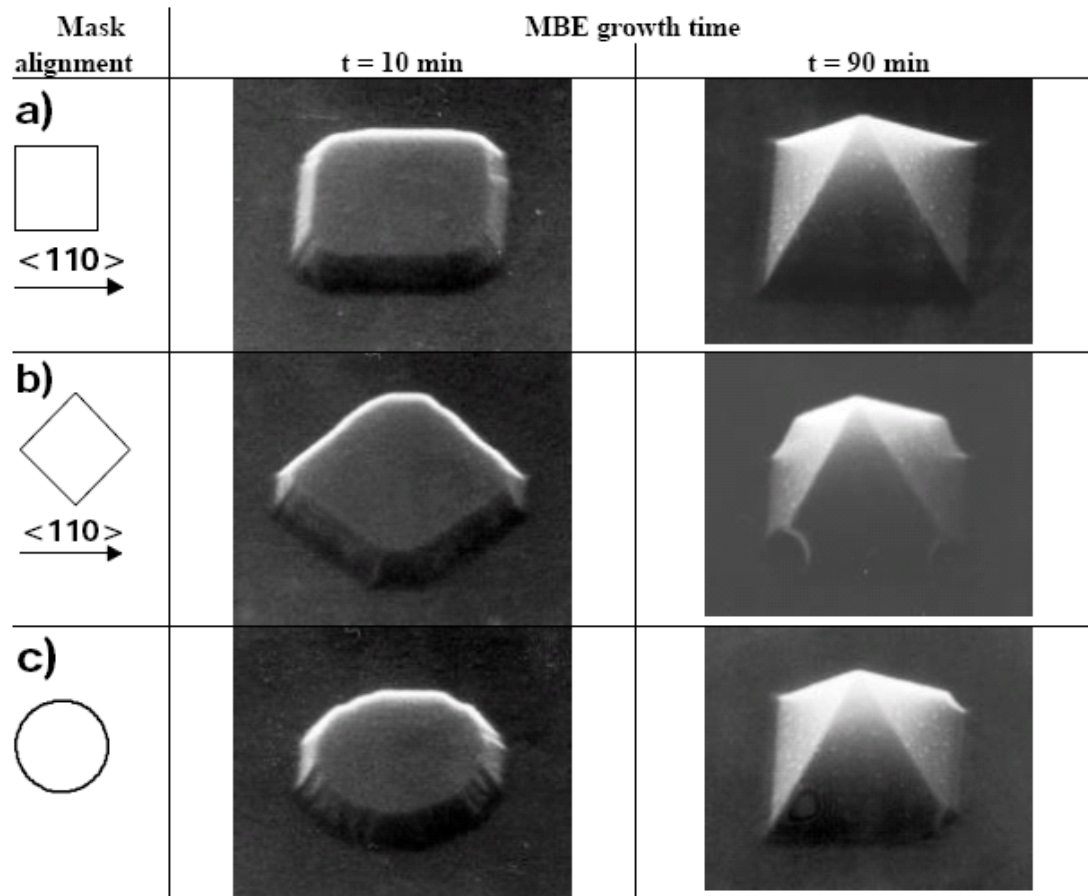 Mask alignment
MBE growth time
t = 10 min
t = 90 min
a)
<110>
b)
<110>
c)